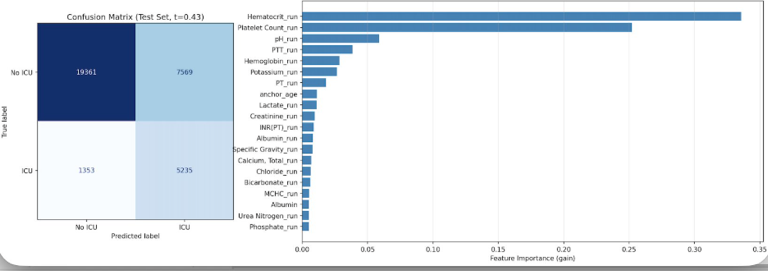 Confusion Matrix (Test Set, t=0.43)
True label
No ICU
19361
7569
ICU
1353
5235
No ICU
ICU
Predicted label
Hematocrit_run
Platelet Count_run
pH_run
PTT_run
Hemoglobin_run
Potassium_run
PT_run
anchor_age
Lactate_run
Creatinine_run
INR(PT)_run
Albumin_run
Specific Gravity_run
Calcium, Total_run
Chloride_run
Bicarbonate_run
MCHC_run
Albumin
Urea Nitrogen_run
Phosphate_run
0.00 0.05 0.10 0.15 0.20 0.25 0.30 0.35
Feature Importance (gain)